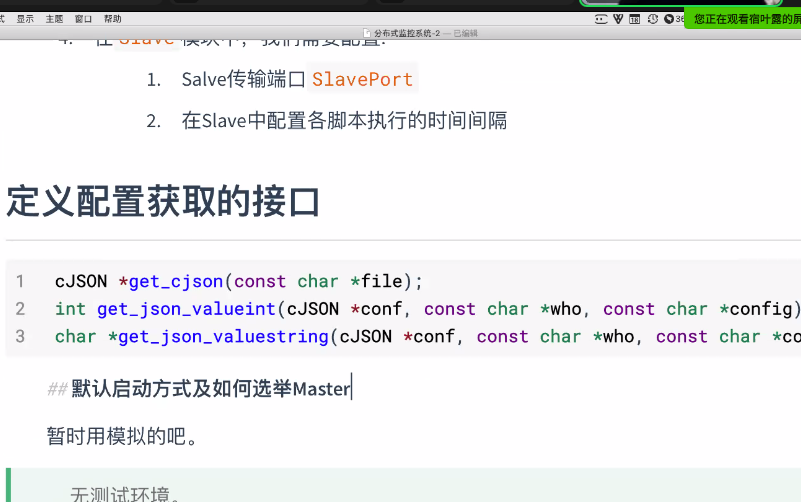 式 显示 主题 窗口 帮助
您正在观看宿叶露的屏
分布式监控系统-2 — 已编辑
4. 在 Slave 模块中，我们需要配置:
1. Salve传输端口 SlavePort
2. 在Slave中配置各脚本执行的时间间隔
定义配置获取的接口
1 cJSON *get_cjson(const char *file);
2 int get_json_valueint(cJSON *conf, const char *who, const char *config)
3 char *get_json_valuestring(cJSON *conf, const char *who, const char *co
## 默认启动方式及如何选举Master
暂时用模拟的吧。
无测试环境。